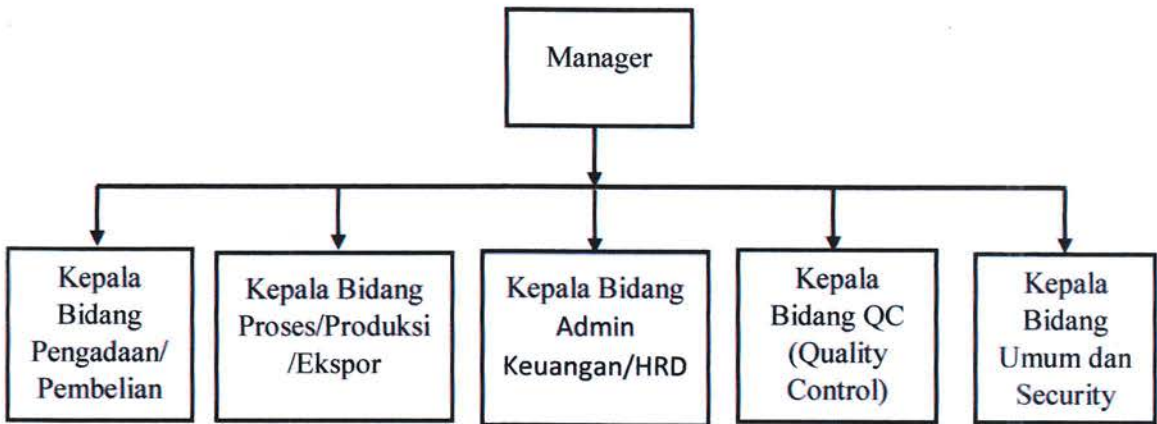 Manager
Kepala
Bidang
Pengadaan/
Pembelian
Kepala Bidang
Proses/Produksi
/Ekspor
Kepala Bidang
Admin
Keuangan/HRD
Kepala
Bidang QC
(Quality
Control)
Kepala
Bidang
Umum dan
Security